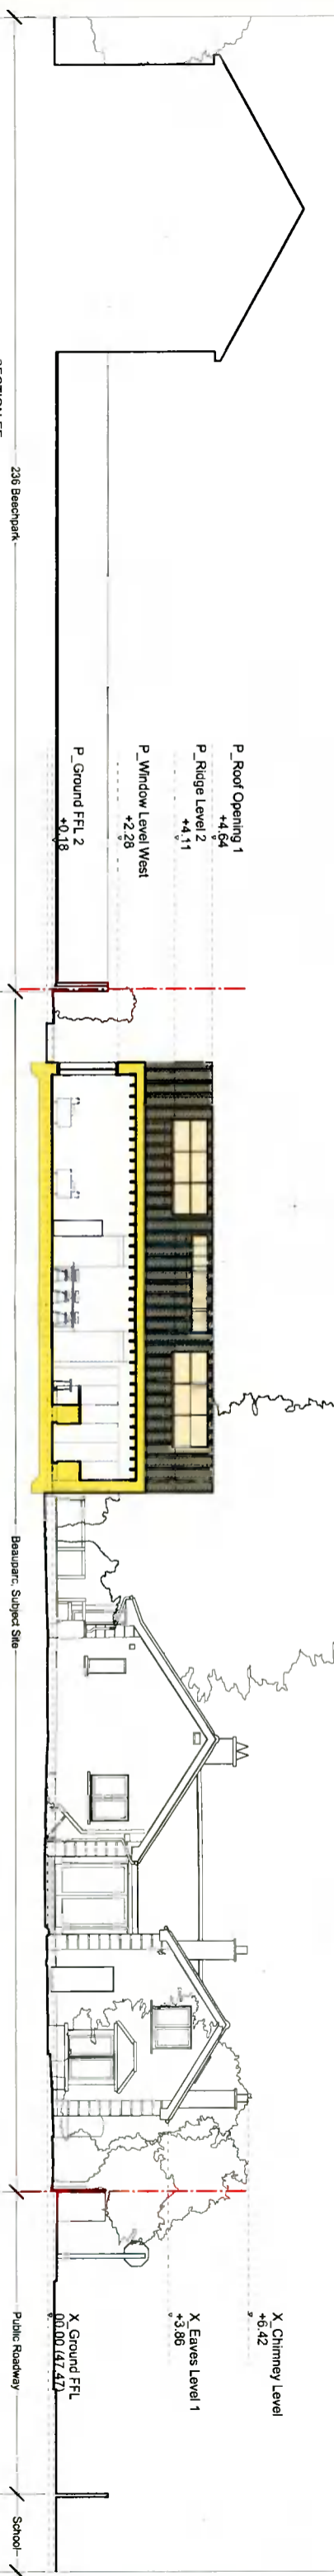 236 Beechpark
P_Roof Opening 1
+4.64
P_Ridge Level 2
+4.11
P_Window Level West
+2.28
P_Ground FFL 2
+0.18
Beauparc, Subject Site
X_Chimney Level
+6.42
X_Eaves Level 1
+3.86
X_Ground FFL
00.00 (47.47)
Public Roadway
School